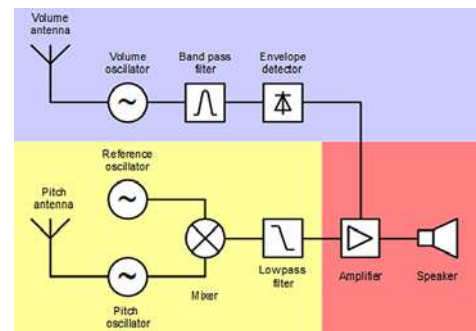 Volume
antenna
Volume
oscillator
Band pass
filter
Envelope
detector
Reference
oscillator
Pitch
antenna
Pitch
oscillator
Mixer
Lowpass
filter
Amplifier
Speaker